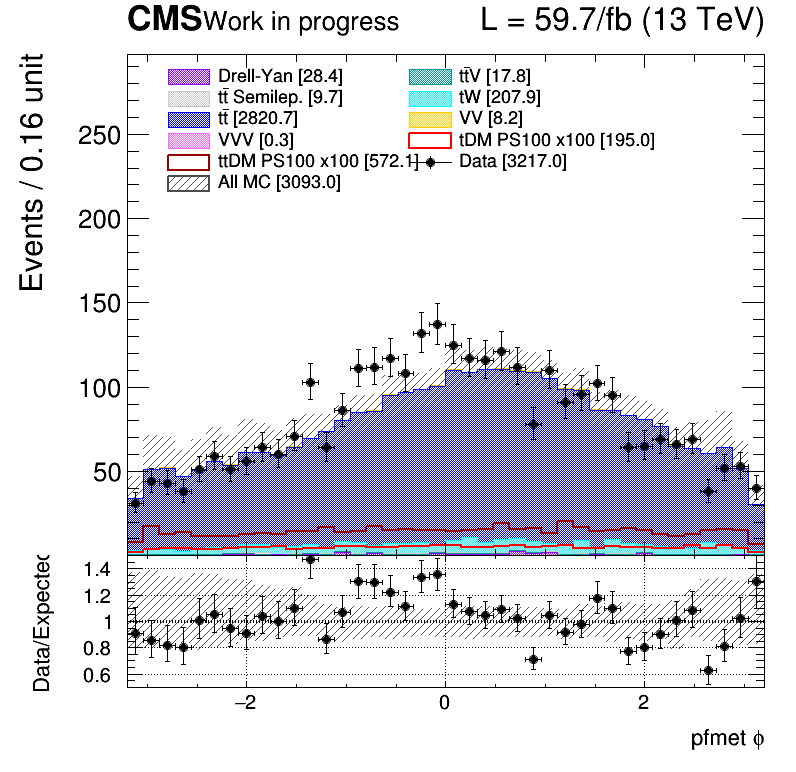 CMS Work in progress L = 59.7/fb (13 TeV)
Events / 0.16 unit
Drell-Yan [28.4] tt̄V [17.8]
tt̄ Semilep. [9.7] tW [207.9]
tt̄ [2820.7] VV [8.2]
VVV [0.3] tDM PS100 x100 [195.0]
ttDM PS100 x100 [572.1] Data [3217.0]
All MC [3093.0]
250
200
150
100
50
Data/Expected
1.4
1.2
1
0.8
0.6
−2 0 2
pfmet ϕ